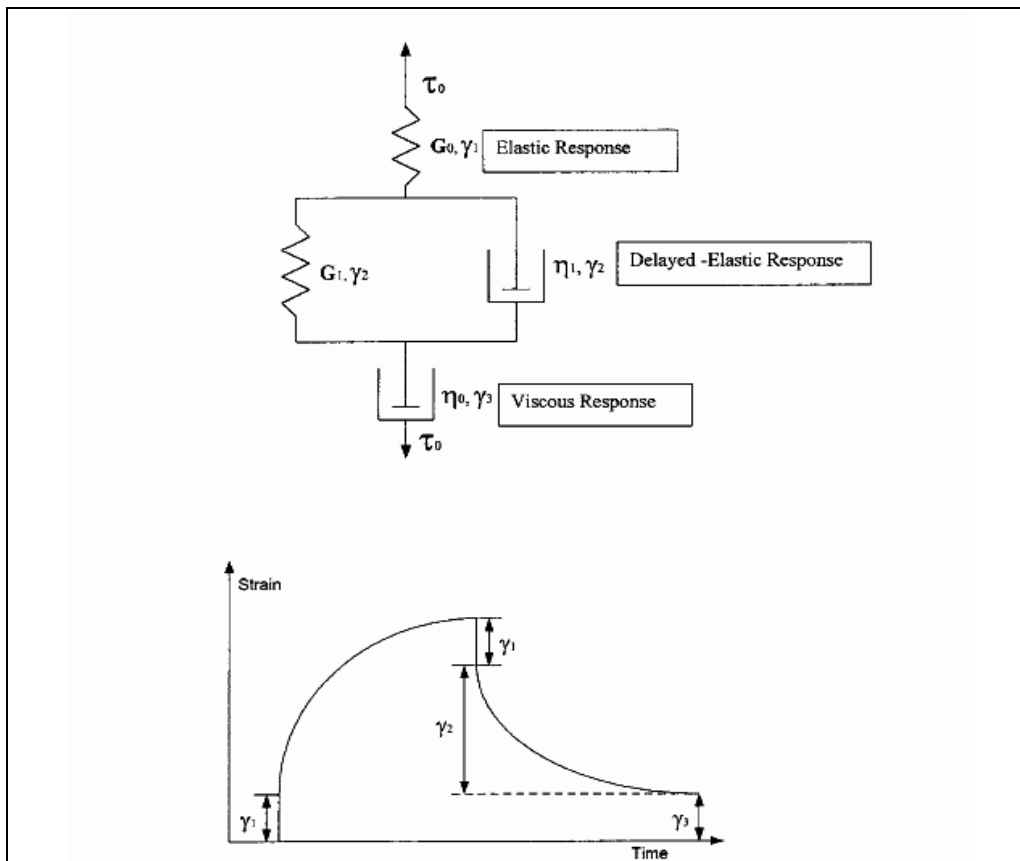 τ₀
G₀, γ₁ Elastic Response
G₁, γ₂
η₁, γ₂ Delayed -Elastic Response
η₀, γ₃ Viscous Response
τ₀
Strain
γ₁
γ₂
γ₁
γ₃
Time